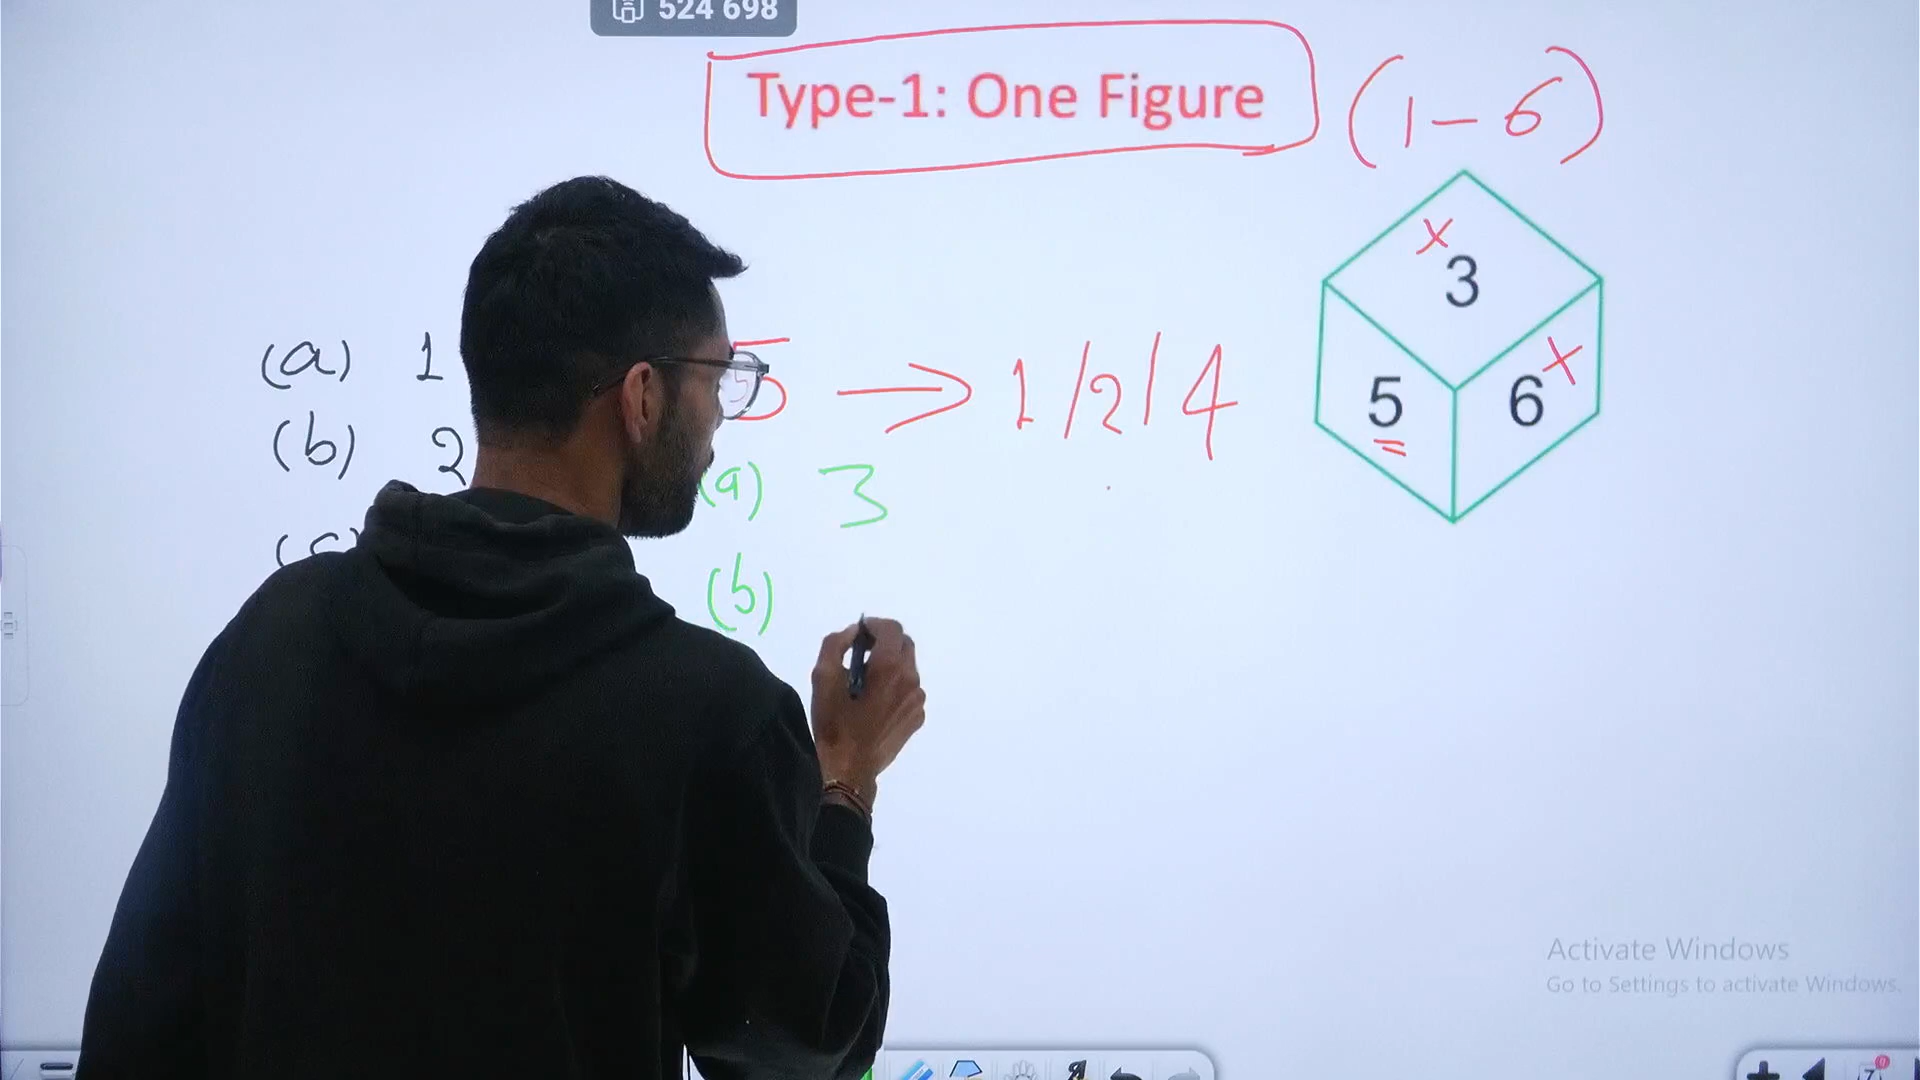 524 698
Type-1: One Figure (1-6)
x
3
5
6 x
(a) 1
(b) 2
(c)
5 → 1/2/4
(a) 3
(b)
Activate Windows
Go to Settings to activate Windows.